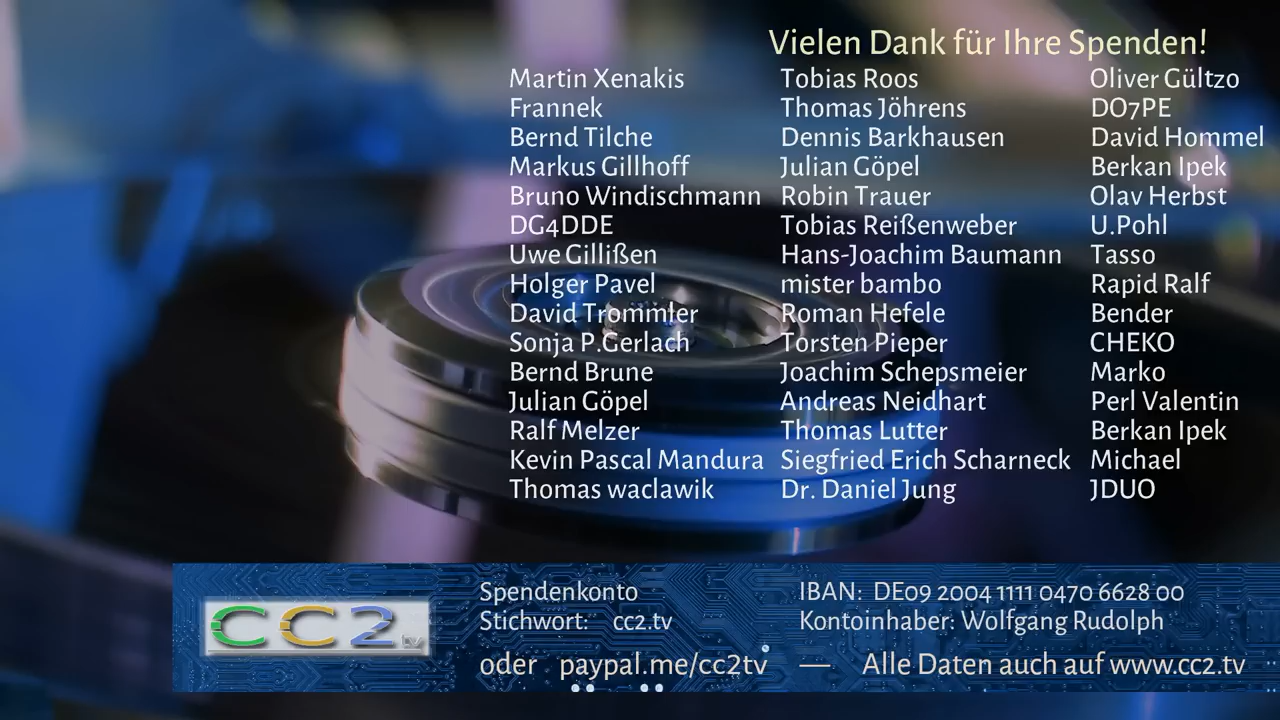 Vielen Dank für Ihre Spenden!
Martin Xenakis Tobias Roos Oliver Gültzo
Frannek Thomas Jöhrens DO7PE
Bernd Tilche Dennis Barkhausen David Hommel
Markus Gillhoff Julian Göpel Berkan Ipek
Bruno Windischmann Robin Trauer Olav Herbst
DG4DDE Tobias Reißenweber U.Pohl
Uwe Gillißen Hans-Joachim Baumann Tasso
Holger Pavel mister bambo Rapid Ralf
David Trommler Roman Hefele Bender
Sonja P.Gerlach Torsten Pieper CHEKO
Bernd Brune Joachim Schepsmeier Marko
Julian Göpel Andreas Neidhart Perl Valentin
Ralf Melzer Thomas Lutter Berkan Ipek
Kevin Pascal Mandura Siegfried Erich Scharneck Michael
Thomas waclawik Dr. Daniel Jung JDUO
CC2 tv
Spendenkonto IBAN: DE09 2004 1111 0470 6628 00
Stichwort: cc2.tv Kontoinhaber: Wolfgang Rudolph
oder paypal.me/cc2tv — Alle Daten auch auf www.cc2.tv